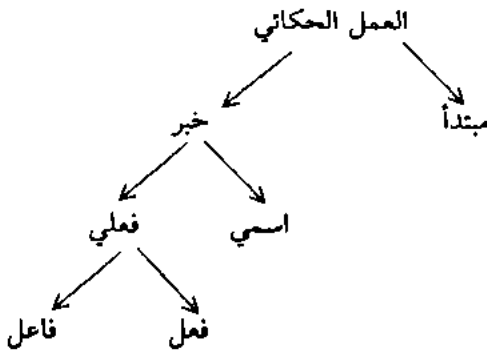 العمل الحكائي
مبتدأ
خبر
اسمي
فعلي
فعل
فاعل